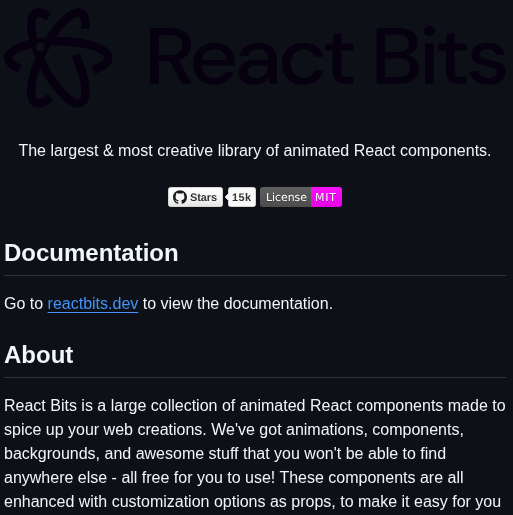 React Bits
The largest & most creative library of animated React components.
Stars 15k License MIT
Documentation
Go to reactbits.dev to view the documentation.
About
React Bits is a large collection of animated React components made to
spice up your web creations. We've got animations, components,
backgrounds, and awesome stuff that you won't be able to find
anywhere else - all free for you to use! These components are all
enhanced with customization options as props, to make it easy for you